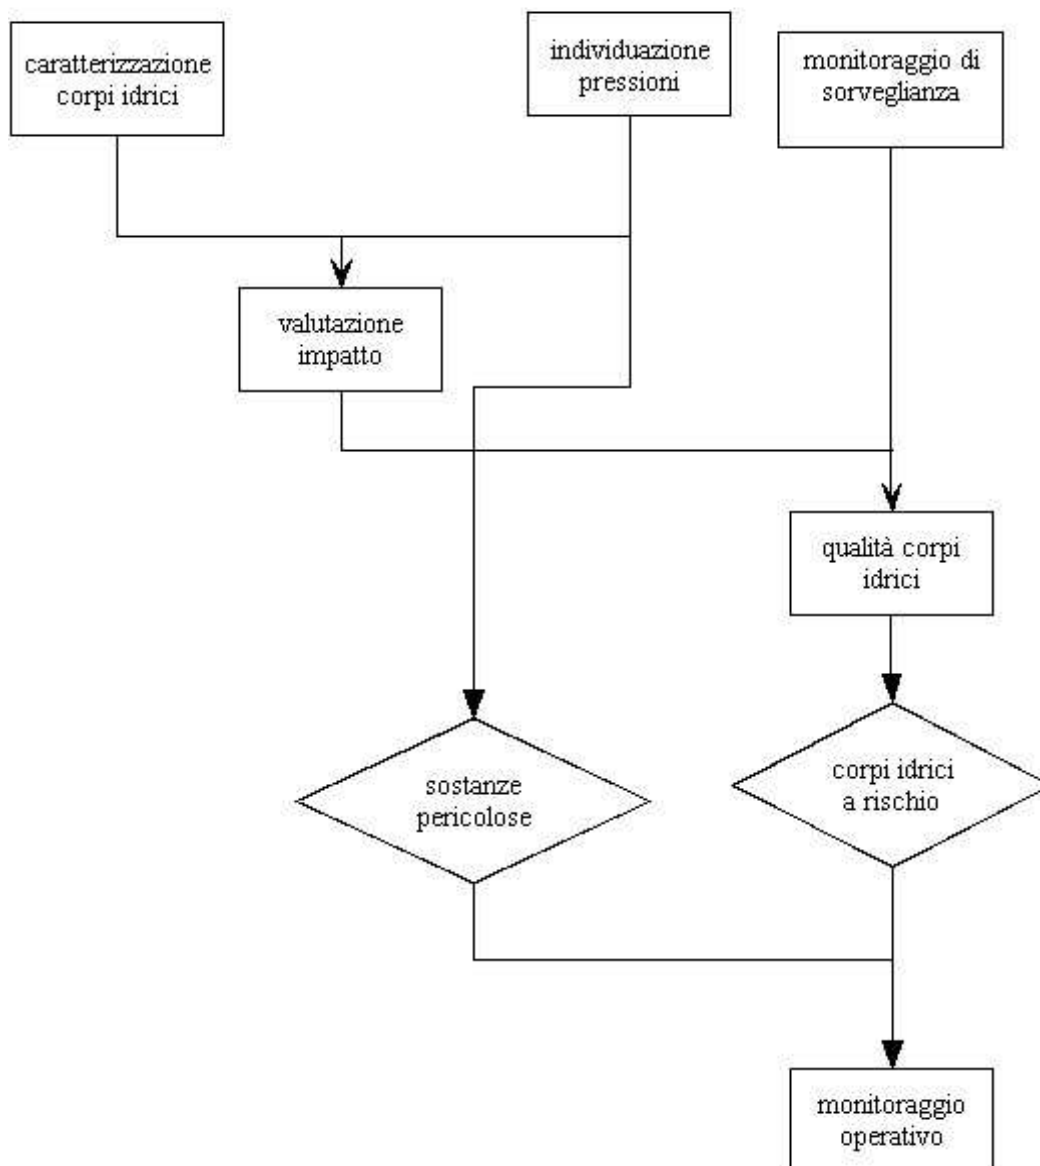 caratterizzazione
corpi idrici
individuazione
pressioni
monitoraggio di
sorveglianza
valutazione
impatto
qualità corpi
idrici
sostanze
pericolose
corpi idrici
a rischio
monitoraggio
operativo